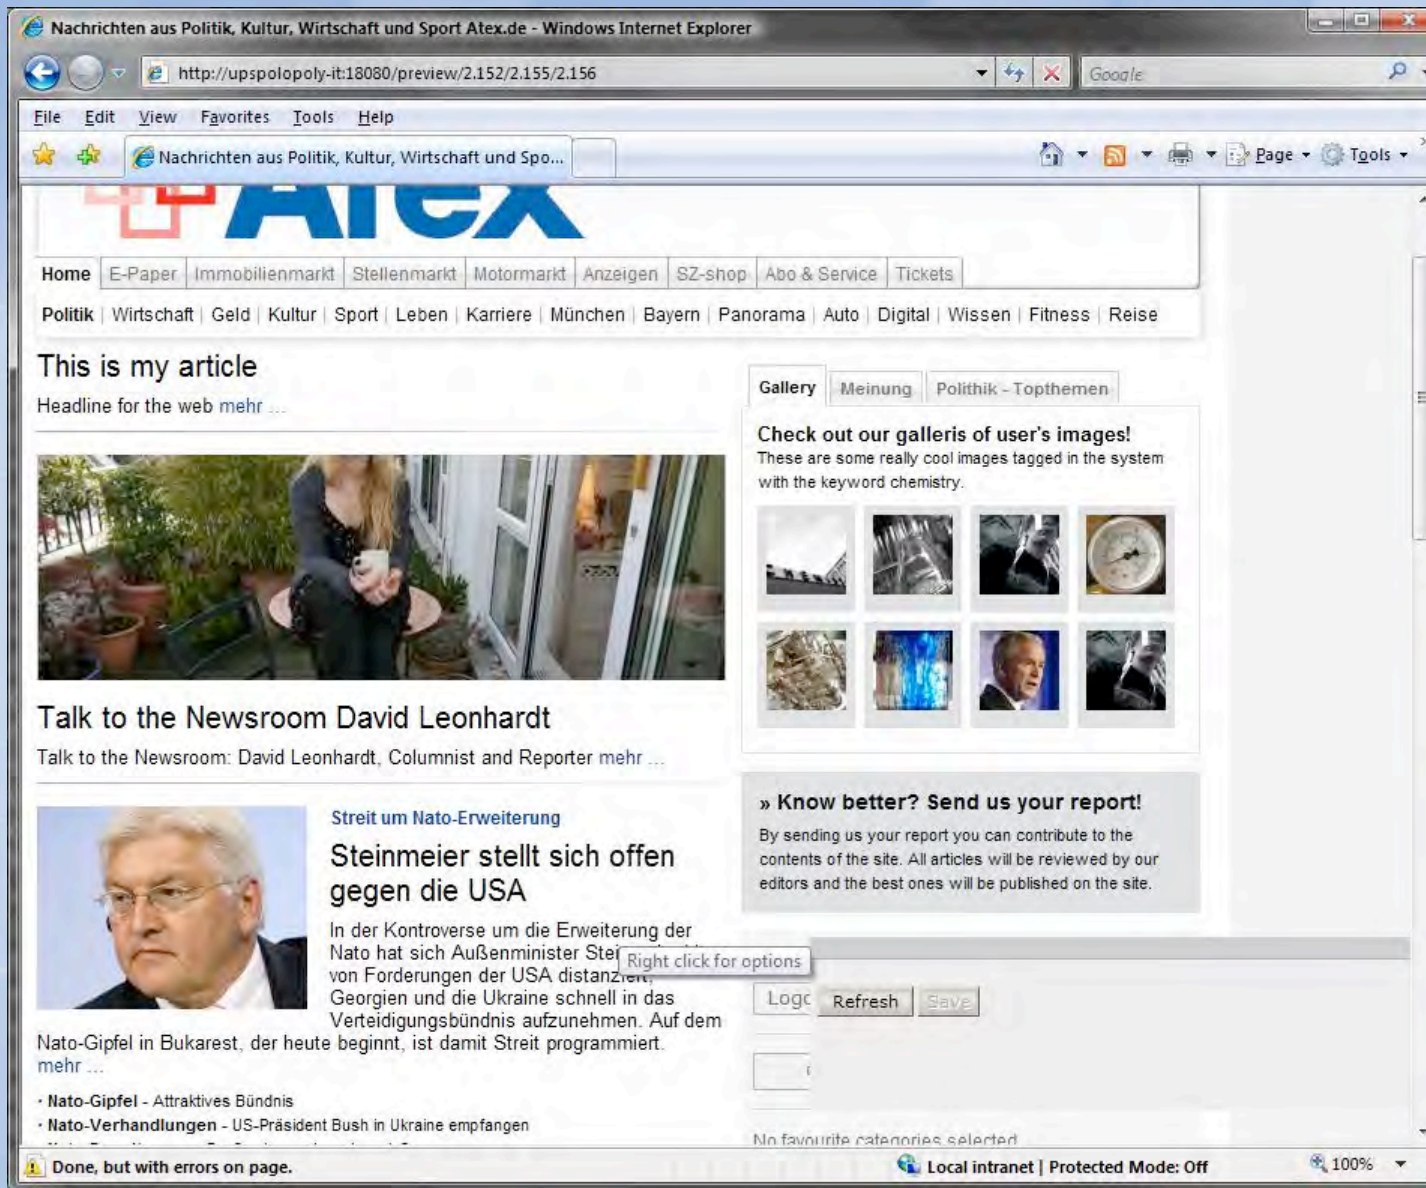 Nachrichten aus Politik, Kultur, Wirtschaft und Sport Atex.de - Windows Internet Explorer
http://upspolopoly-it:18080/preview/2.152/2.155/2.156
Google
File Edit View Favorites Tools Help
Nachrichten aus Politik, Kultur, Wirtschaft und Spo...
Page Tools
Atex
Home E-Paper Immobilienmarkt Stellenmarkt Motormarkt Anzeigen SZ-shop Abo & Service Tickets
Politik | Wirtschaft | Geld | Kultur | Sport | Leben | Karriere | München | Bayern | Panorama | Auto | Digital | Wissen | Fitness | Reise
This is my article
Headline for the web mehr ...
Talk to the Newsroom David Leonhardt
Talk to the Newsroom: David Leonhardt, Columnist and Reporter mehr ...
Streit um Nato-Erweiterung
Steinmeier stellt sich offen
gegen die USA
In der Kontroverse um die Erweiterung der
Nato hat sich Außenminister
von Forderungen der USA distanziert,
Georgien und die Ukraine schnell in das
Verteidigungsbündnis aufzunehmen. Auf dem
Nato-Gipfel in Bukarest, der heute beginnt, ist damit Streit programmiert.
mehr ...
· Nato-Gipfel - Attraktives Bündnis
· Nato-Verhandlungen - US-Präsident Bush in Ukraine empfangen
Gallery Meinung Polithik - Topthemen
Check out our galleris of user's images!
These are some really cool images tagged in the system
with the keyword chemistry.
» Know better? Send us your report!
By sending us your report you can contribute to the
contents of the site. All articles will be reviewed by our
editors and the best ones will be published on the site.
Right click for options
Refresh Save
No favourite categories selected
Done, but with errors on page.
Local intranet | Protected Mode: Off
100%